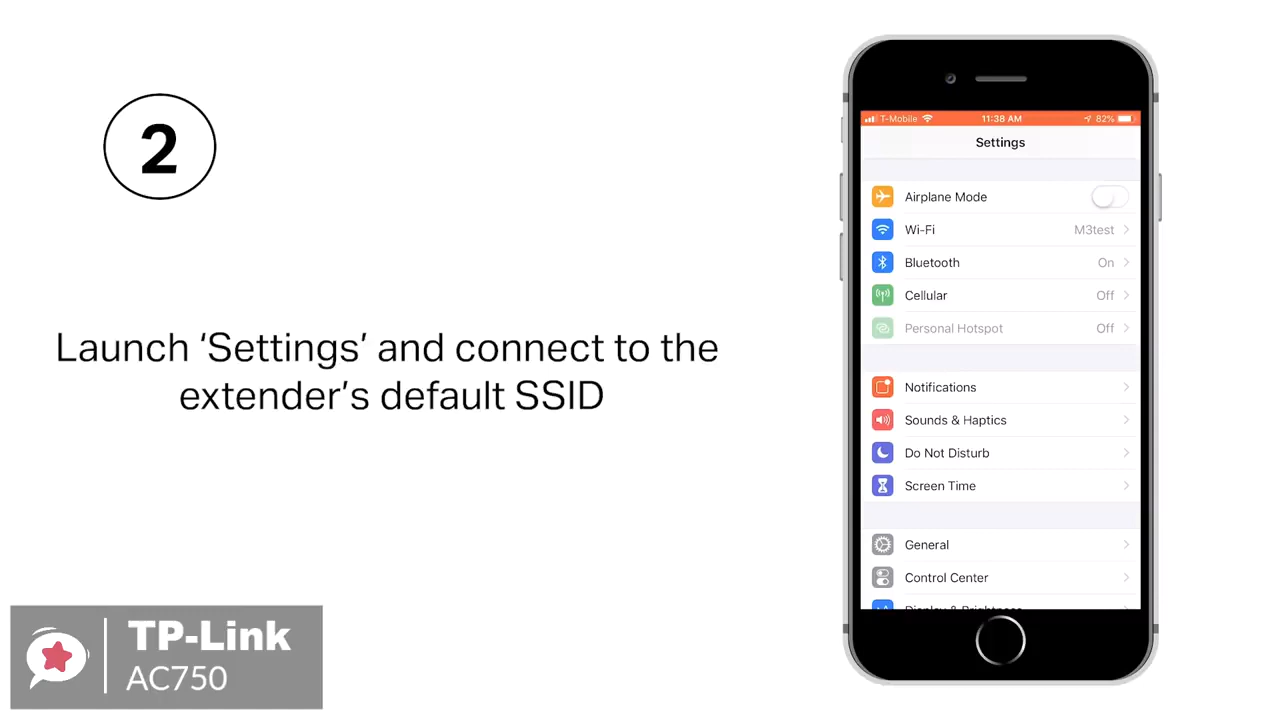 2
Launch ‘Settings’ and connect to the
extender’s default SSID
TP-Link
AC750
T-Mobile 11:38 AM 82%
Settings
Airplane Mode
Wi-Fi M3test
Bluetooth On
Cellular Off
Personal Hotspot Off
Notifications
Sounds & Haptics
Do Not Disturb
Screen Time
General
Control Center
Display & Brightness